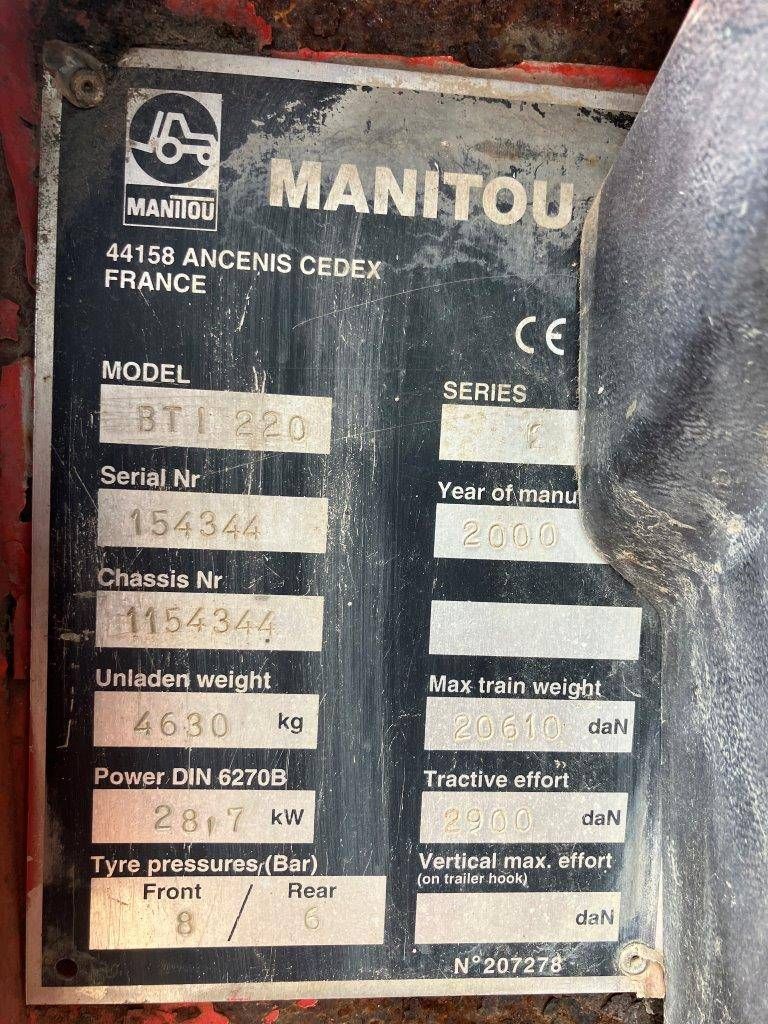 MANITOU
MANITOU
44158 ANCENIS CEDEX
FRANCE
CE
MODEL
BTI 220
SERIES
Serial Nr
154344
Year of manu
2000
Chassis Nr
1154344
Unladen weight
4630 kg
Max train weight
20610 daN
Power DIN 6270B
28,7 kW
Tractive effort
2900 daN
Tyre pressures (Bar)
Front / Rear
8 6
Vertical max. effort
(on trailer hook)
daN
N°207278